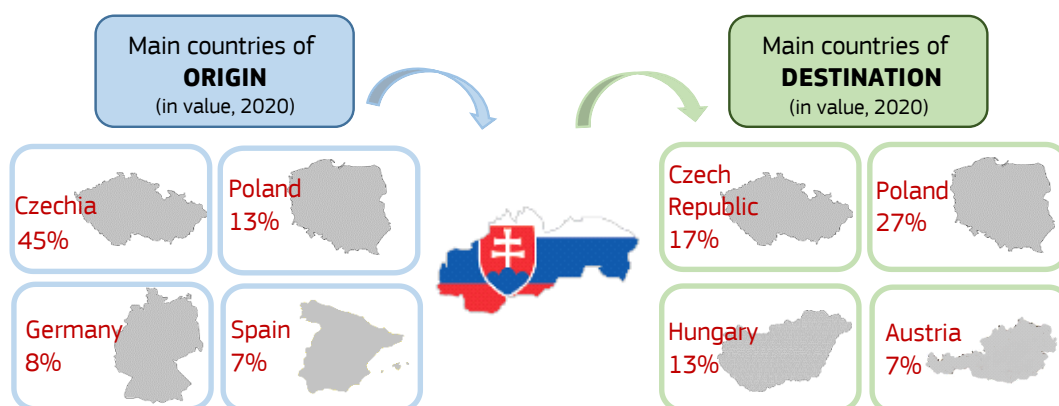 Main countries of
ORIGIN
(in value, 2020)
Main countries of
DESTINATION
(in value, 2020)
Czechia
45%
Poland
13%
Germany
8%
Spain
7%
Czech
Republic
17%
Poland
27%
Hungary
13%
Austria
7%